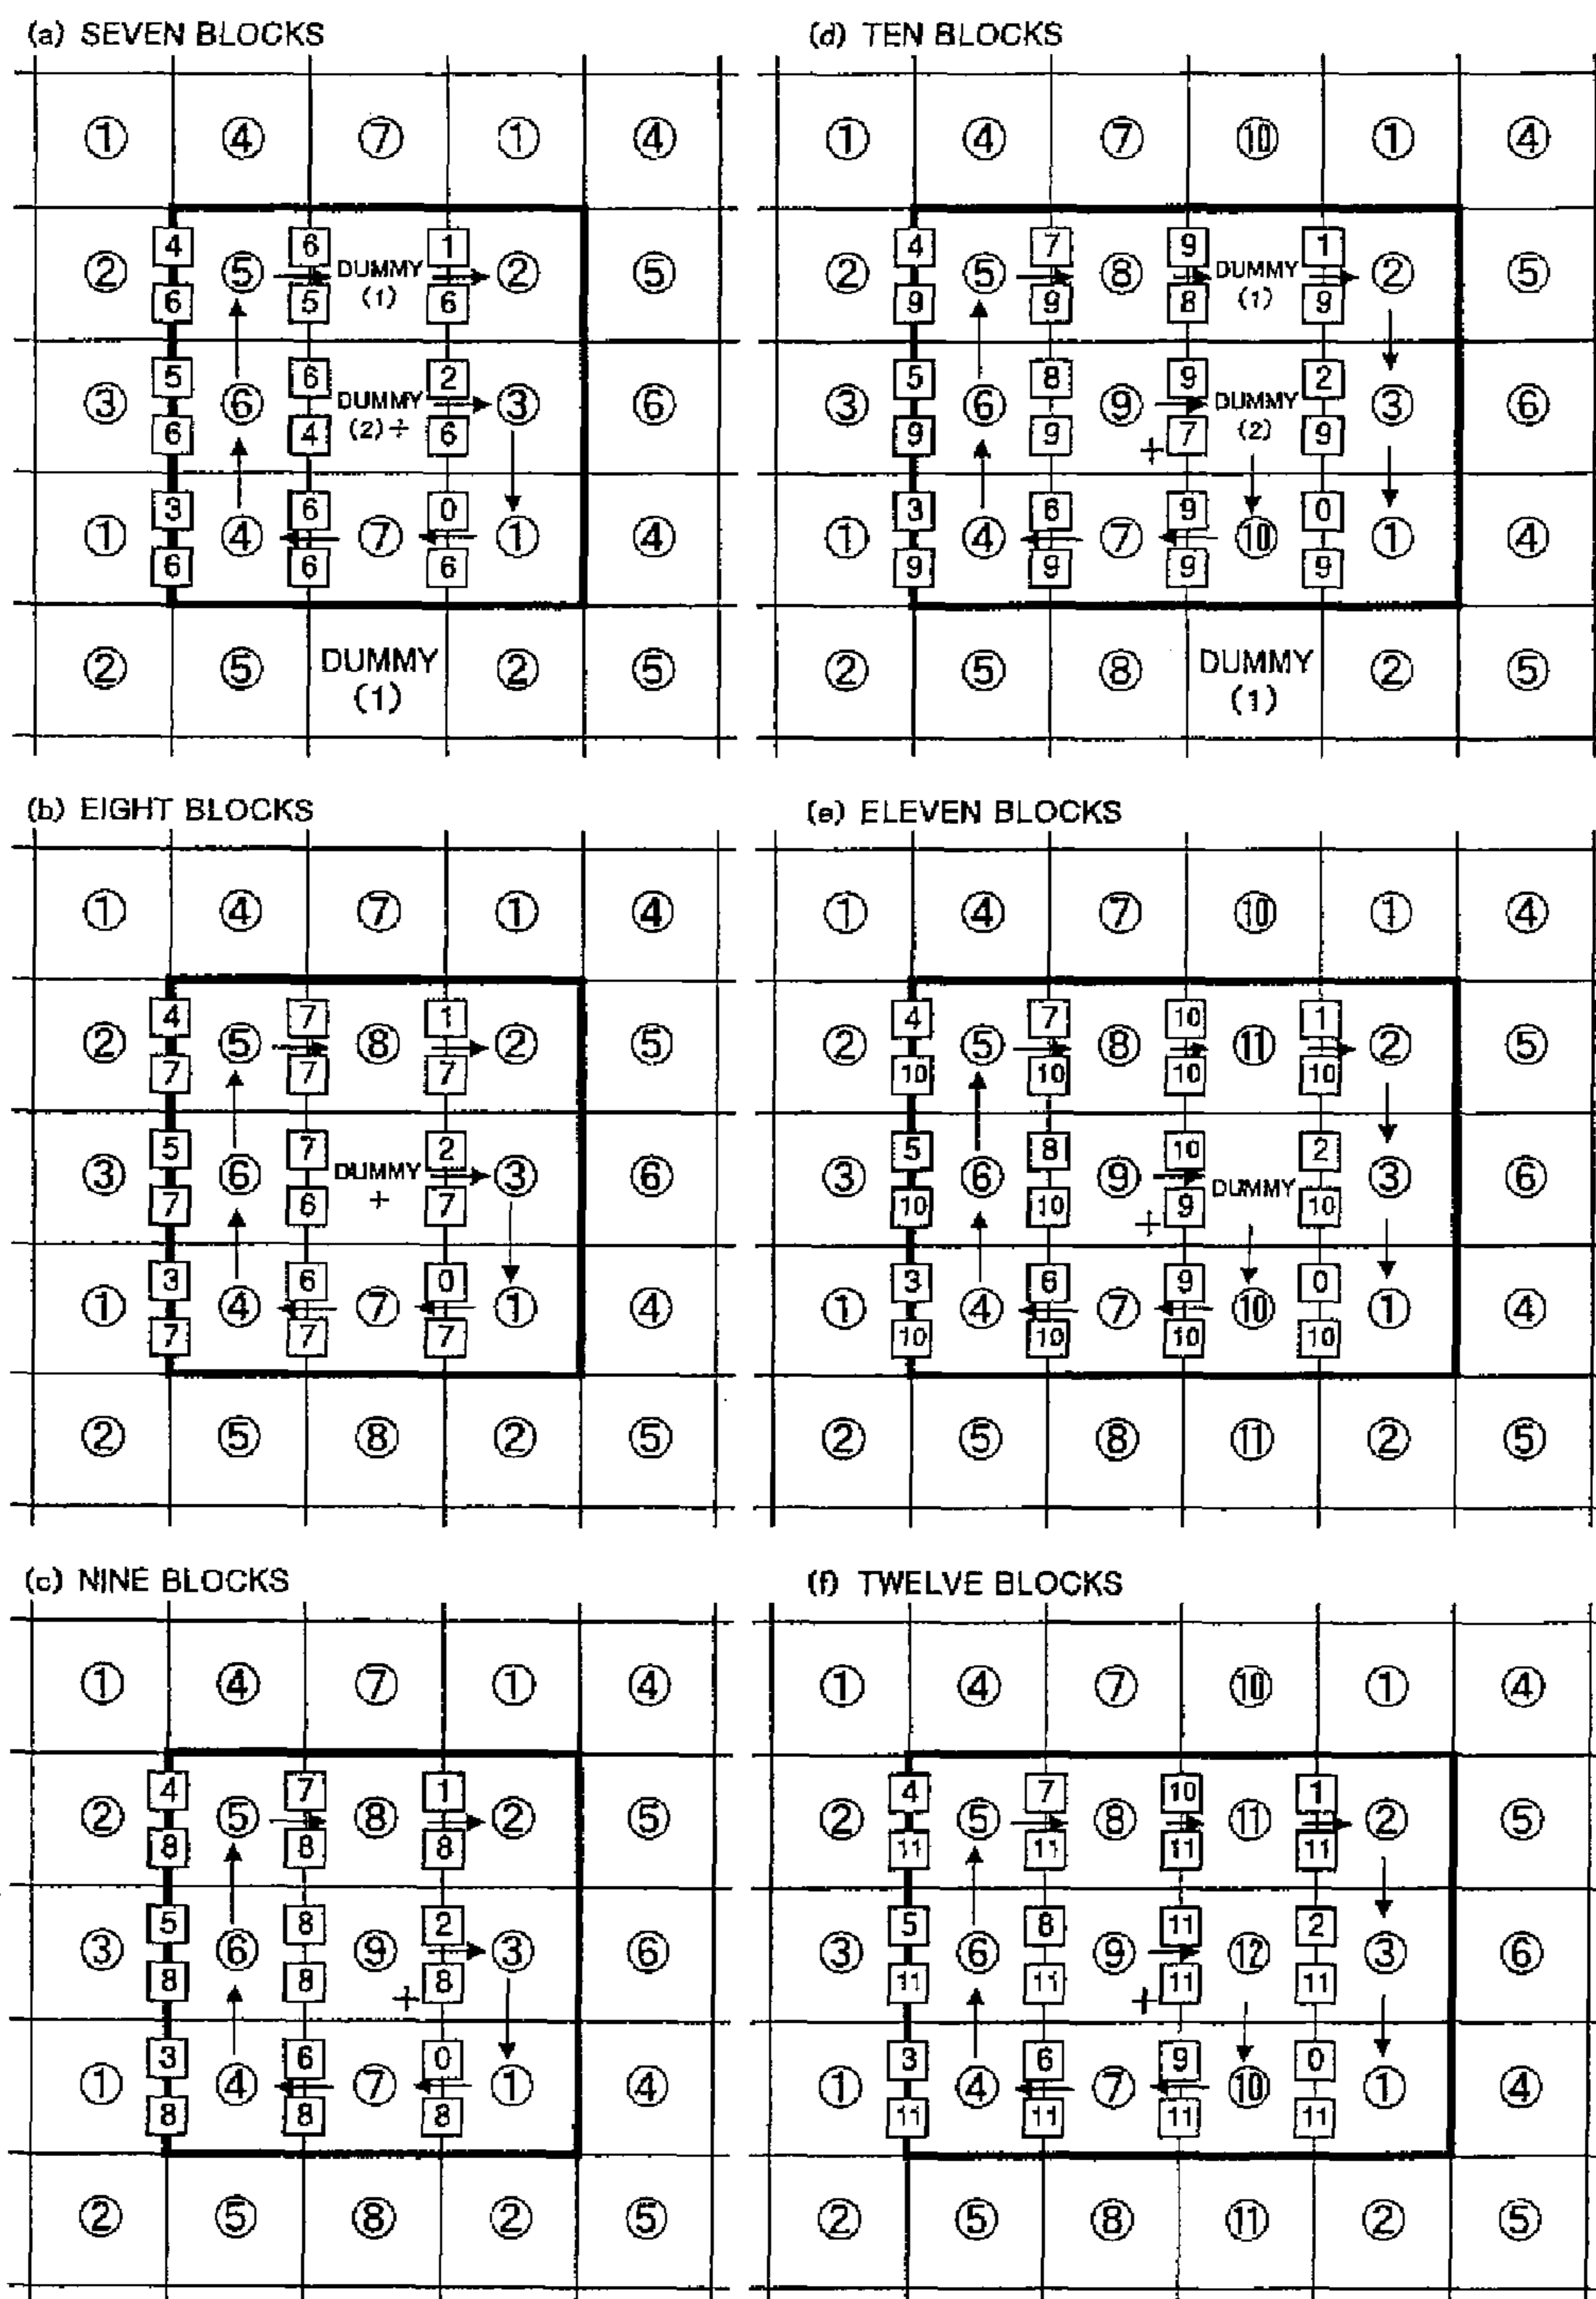 (a) SEVEN BLOCKS
① ④ ⑦ ① ④
4 6 1
② ⑤ DUMMY (1) ② ⑤
6 5 6
5 6 2
③ ⑥ DUMMY (2) + ③ ⑥
6 4 6
3 6 0
① ④ ⑦ ① ④
6 6 6
② ⑤ DUMMY (1) ② ⑤
(b) EIGHT BLOCKS
① ④ ⑦ ① ④
4 7 1
② ⑤ ⑧ ② ⑤
7 7 7
5 7 2
③ ⑥ DUMMY + ③ ⑥
7 6 7
3 6 0
① ④ ⑦ ① ④
7 7 7
② ⑤ ⑧ ② ⑤
(c) NINE BLOCKS
① ④ ⑦ ① ④
4 7 1
② ⑤ ⑧ ② ⑤
8 8 8
5 8 2
③ ⑥ ⑨ ③ ⑥
8 8 + 8
3 6 0
① ④ ⑦ ① ④
8 8 8
② ⑤ ⑧ ② ⑤
(d) TEN BLOCKS
① ④ ⑦ ⑩ ① ④
4 7 9 1
② ⑤ ⑧ DUMMY (1) ② ⑤
9 9 8 9
5 8 9 2
③ ⑥ ⑨ DUMMY (2) ③ ⑥
9 9 + 7 9
3 6 9 0
① ④ ⑦ ⑩ ① ④
9 9 9 9
② ⑤ ⑧ DUMMY (1) ② ⑤
(e) ELEVEN BLOCKS
① ④ ⑦ ⑩ ① ④
4 7 10 1
② ⑤ ⑧ ⑪ ② ⑤
10 10 10 10
5 8 10 2
③ ⑥ ⑨ DUMMY ③ ⑥
10 10 + 9 10
3 6 9 0
① ④ ⑦ ⑩ ① ④
10 10 10 10
② ⑤ ⑧ ⑪ ② ⑤
(f) TWELVE BLOCKS
① ④ ⑦ ⑩ ① ④
4 7 10 1
② ⑤ ⑧ ⑪ ② ⑤
11 11 11 11
5 8 11 2
③ ⑥ ⑨ ⑫ ③ ⑥
11 11 + 11 11
3 6 9 0
① ④ ⑦ ⑩ ① ④
11 11 11 11
② ⑤ ⑧ ⑪ ② ⑤